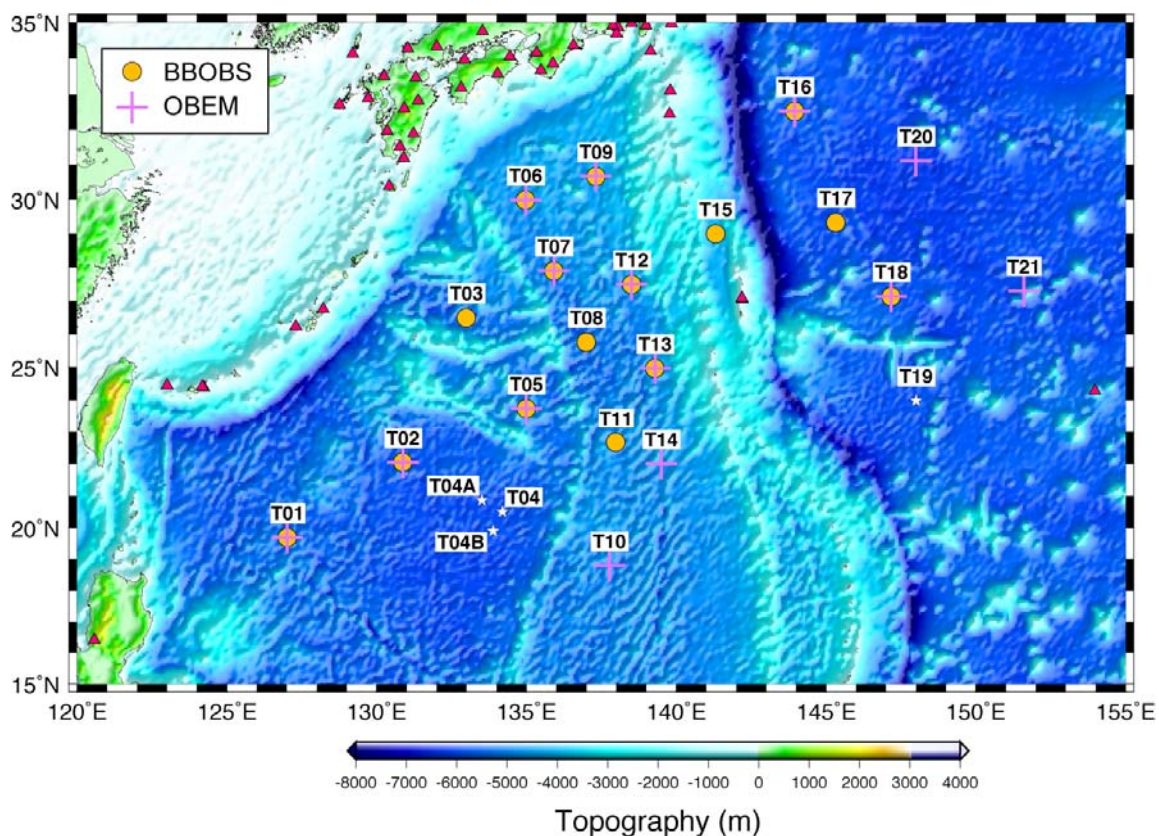 35°N
BBOBS
OBEM
T16
T20
T09
30°N
T06
T17
T15
T07
T12
T18
T21
T03
T08
T13
25°N
T19
T05
T11
T14
T02
T04A
T04
20°N
T01
T04B
T10
15°N
120°E 125°E 130°E 135°E 140°E 145°E 150°E 155°E
-8000 -7000 -6000 -5000 -4000 -3000 -2000 -1000 0 1000 2000 3000 4000
Topography (m)